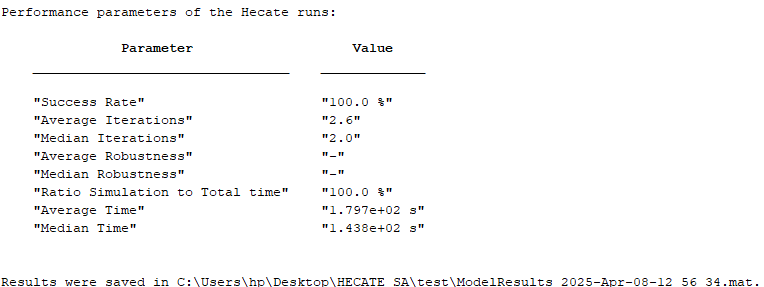 Performance parameters of the Hecate runs:
Parameter Value
"Success Rate" "100.0 %"
"Average Iterations" "2.6"
"Median Iterations" "2.0"
"Average Robustness" "-"
"Median Robustness" "-"
"Ratio Simulation to Total time" "100.0 %"
"Average Time" "1.797e+02 s"
"Median Time" "1.438e+02 s"
Results were saved in C:\Users\hp\Desktop\HECATE SA\test\ModelResults 2025-Apr-08-12 56 34.mat.